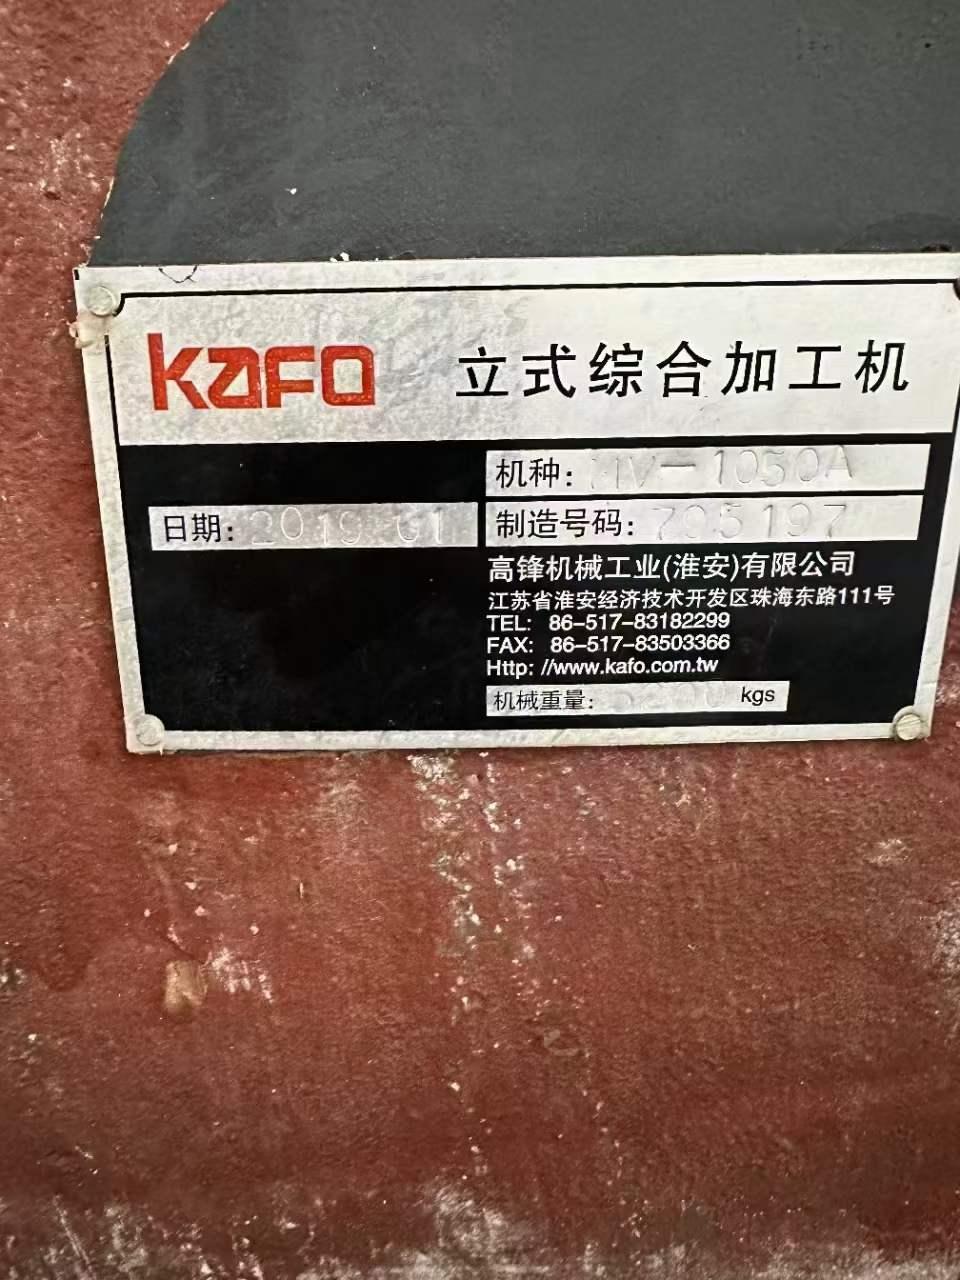 KAFO 立式综合加工机
机种: MV-1050A
日期: 2019 01
制造号码: 795197
高锋机械工业(淮安)有限公司
江苏省淮安经济技术开发区珠海东路111号
TEL: 86-517-83182299
FAX: 86-517-83503366
Http: //www.kafo.com.tw
机械重量: kgs